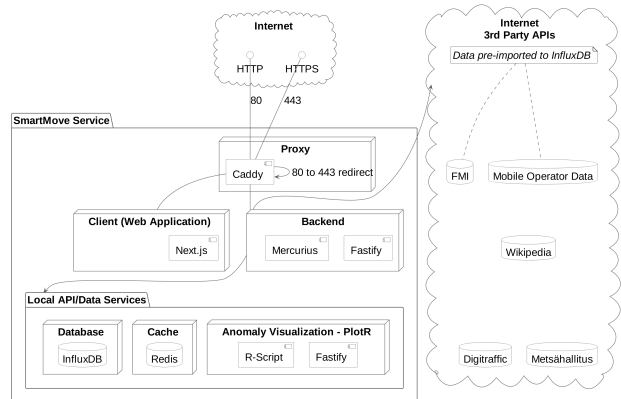 Internet
HTTP
HTTPS
80
443
Internet
3rd Party APIs
Data pre-imported to InfluxDB
FMI
Mobile Operator Data
Wikipedia
Digitraffic
Metsähallitus
SmartMove Service
Proxy
Caddy
80 to 443 redirect
Client (Web Application)
Next.js
Backend
Mercurius
Fastify
Local API/Data Services
Database
InfluxDB
Cache
Redis
Anomaly Visualization - PlotR
R-Script
Fastify